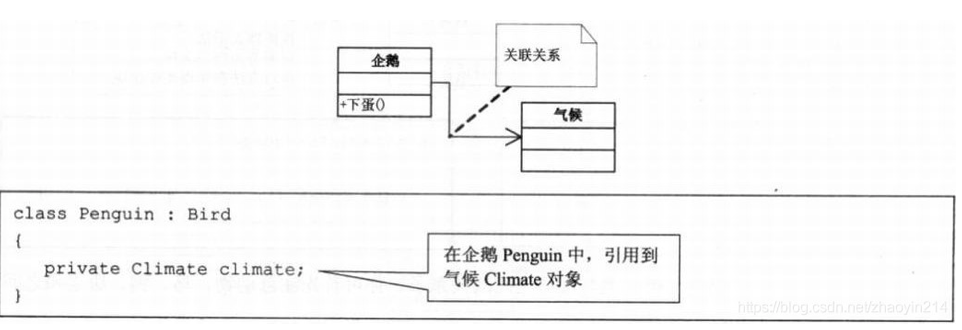 企鹅
+下蛋()
关联关系
气候
class Penguin : Bird
{
private Climate climate;
}
在企鹅 Penguin 中，引用到
气候 Climate 对象
https://blog.csdn.net/zhaoyin214